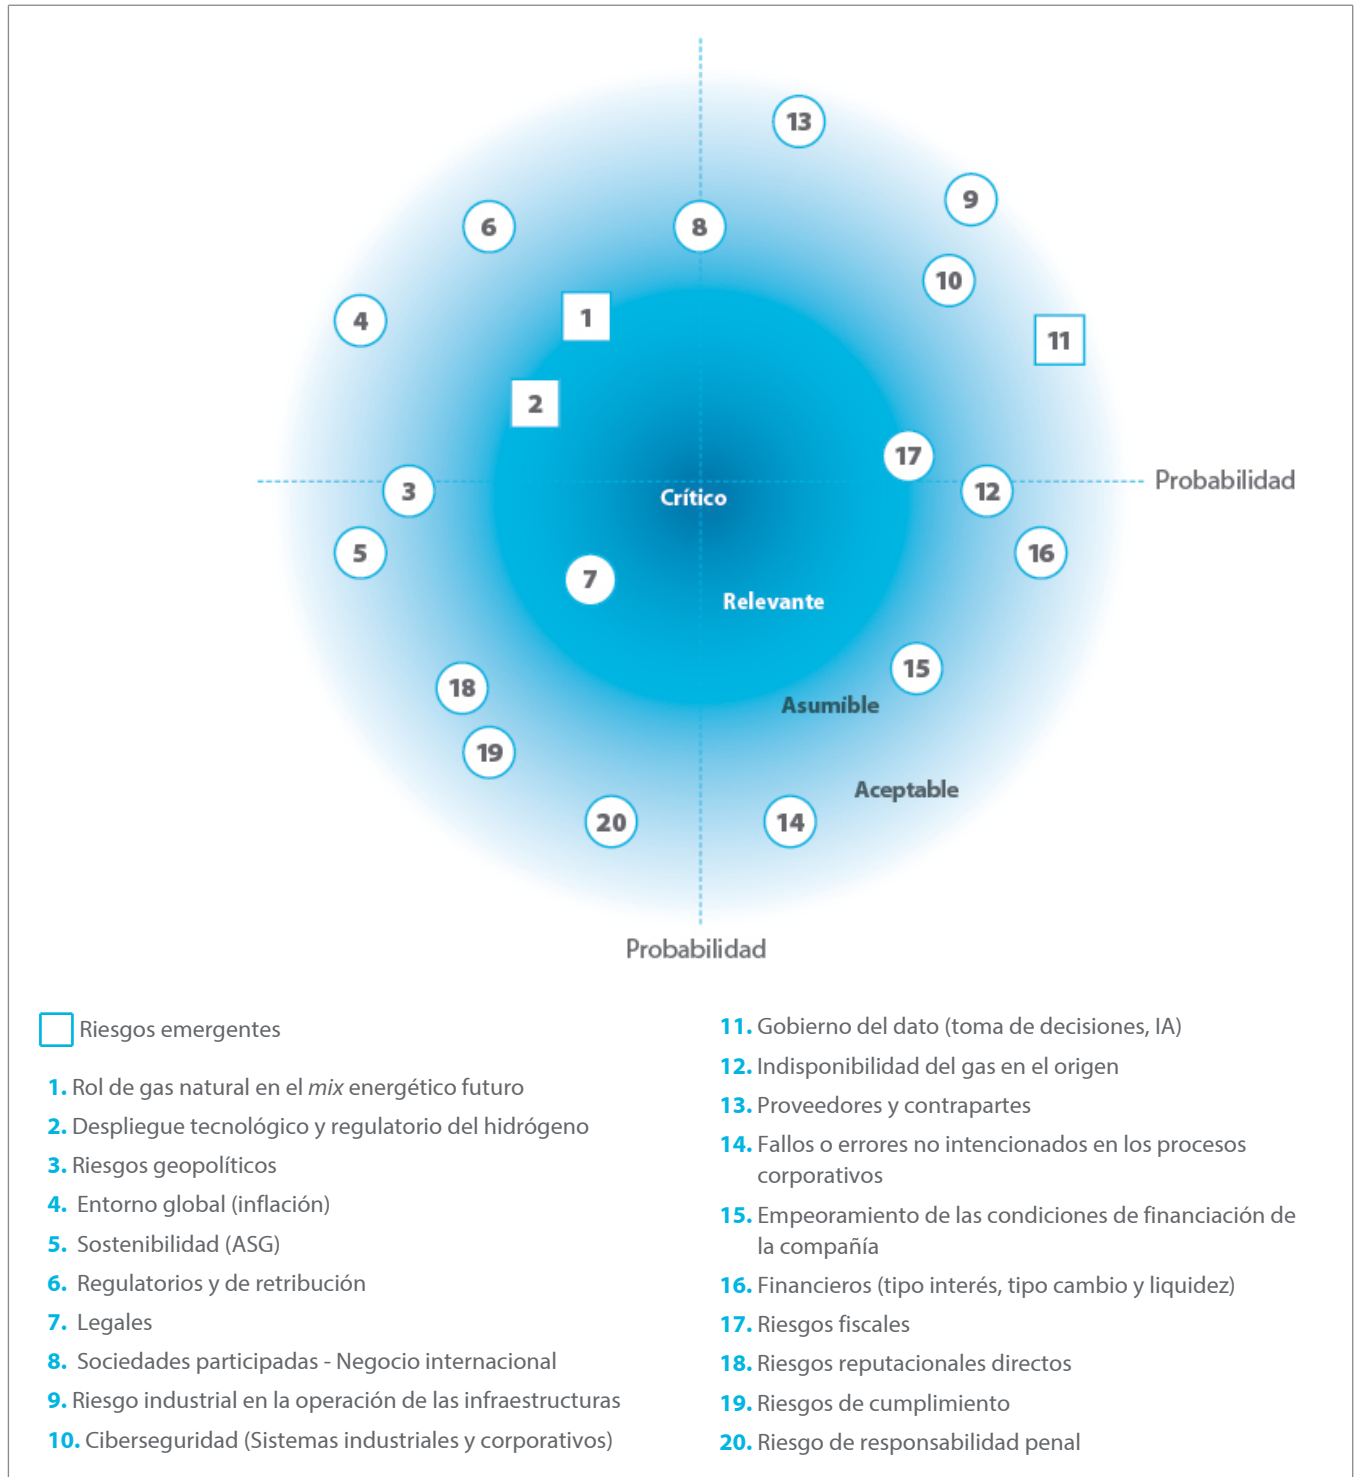 13
9
6
8
10
4
1
11
2
17
Probabilidad
3
12
Crítico
5
16
7
Relevante
15
18
Asumible
19
Aceptable
20
14
Probabilidad
Riesgos emergentes
1. Rol de gas natural en el mix energético futuro
2. Despliegue tecnológico y regulatorio del hidrógeno
3. Riesgos geopolíticos
4. Entorno global (inflación)
5. Sostenibilidad (ASG)
6. Regulatorios y de retribución
7. Legales
8. Sociedades participadas - Negocio internacional
9. Riesgo industrial en la operación de las infraestructuras
10. Ciberseguridad (Sistemas industriales y corporativos)
11. Gobierno del dato (toma de decisiones, IA)
12. Indisponibilidad del gas en el origen
13. Proveedores y contrapartes
14. Fallos o errores no intencionados en los procesos
corporativos
15. Empeoramiento de las condiciones de financiación de
la compañía
16. Financieros (tipo interés, tipo cambio y liquidez)
17. Riesgos fiscales
18. Riesgos reputacionales directos
19. Riesgos de cumplimiento
20. Riesgo de responsabilidad penal